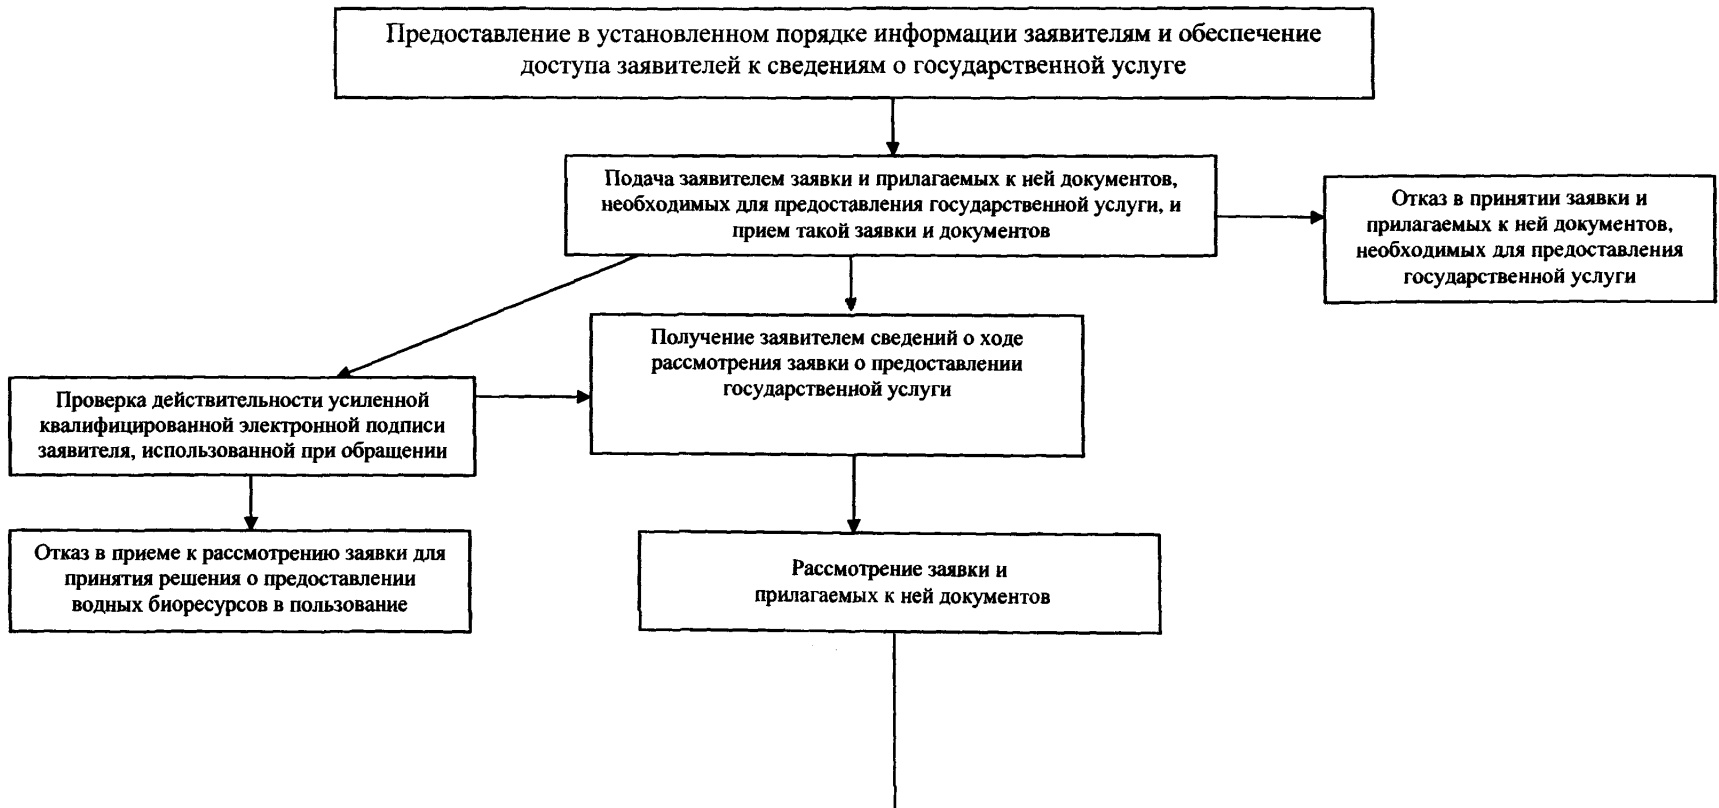 Предоставление в установленном порядке информации заявителям и обеспечение
доступа заявителей к сведениям о государственной услуге
Подача заявителем заявки и прилагаемых к ней документов,
необходимых для предоставления государственной услуги, и
прием такой заявки и документов
Отказ в принятии заявки и
прилагаемых к ней документов,
необходимых для предоставления
государственной услуги
Получение заявителем сведений о ходе
рассмотрения заявки о предоставлении
государственной услуги
Проверка действительности усиленной
квалифицированной электронной подписи
заявителя, использованной при обращении
Отказ в приеме к рассмотрению заявки для
принятия решения о предоставлении
водных биоресурсов в пользование
Рассмотрение заявки и
прилагаемых к ней документов